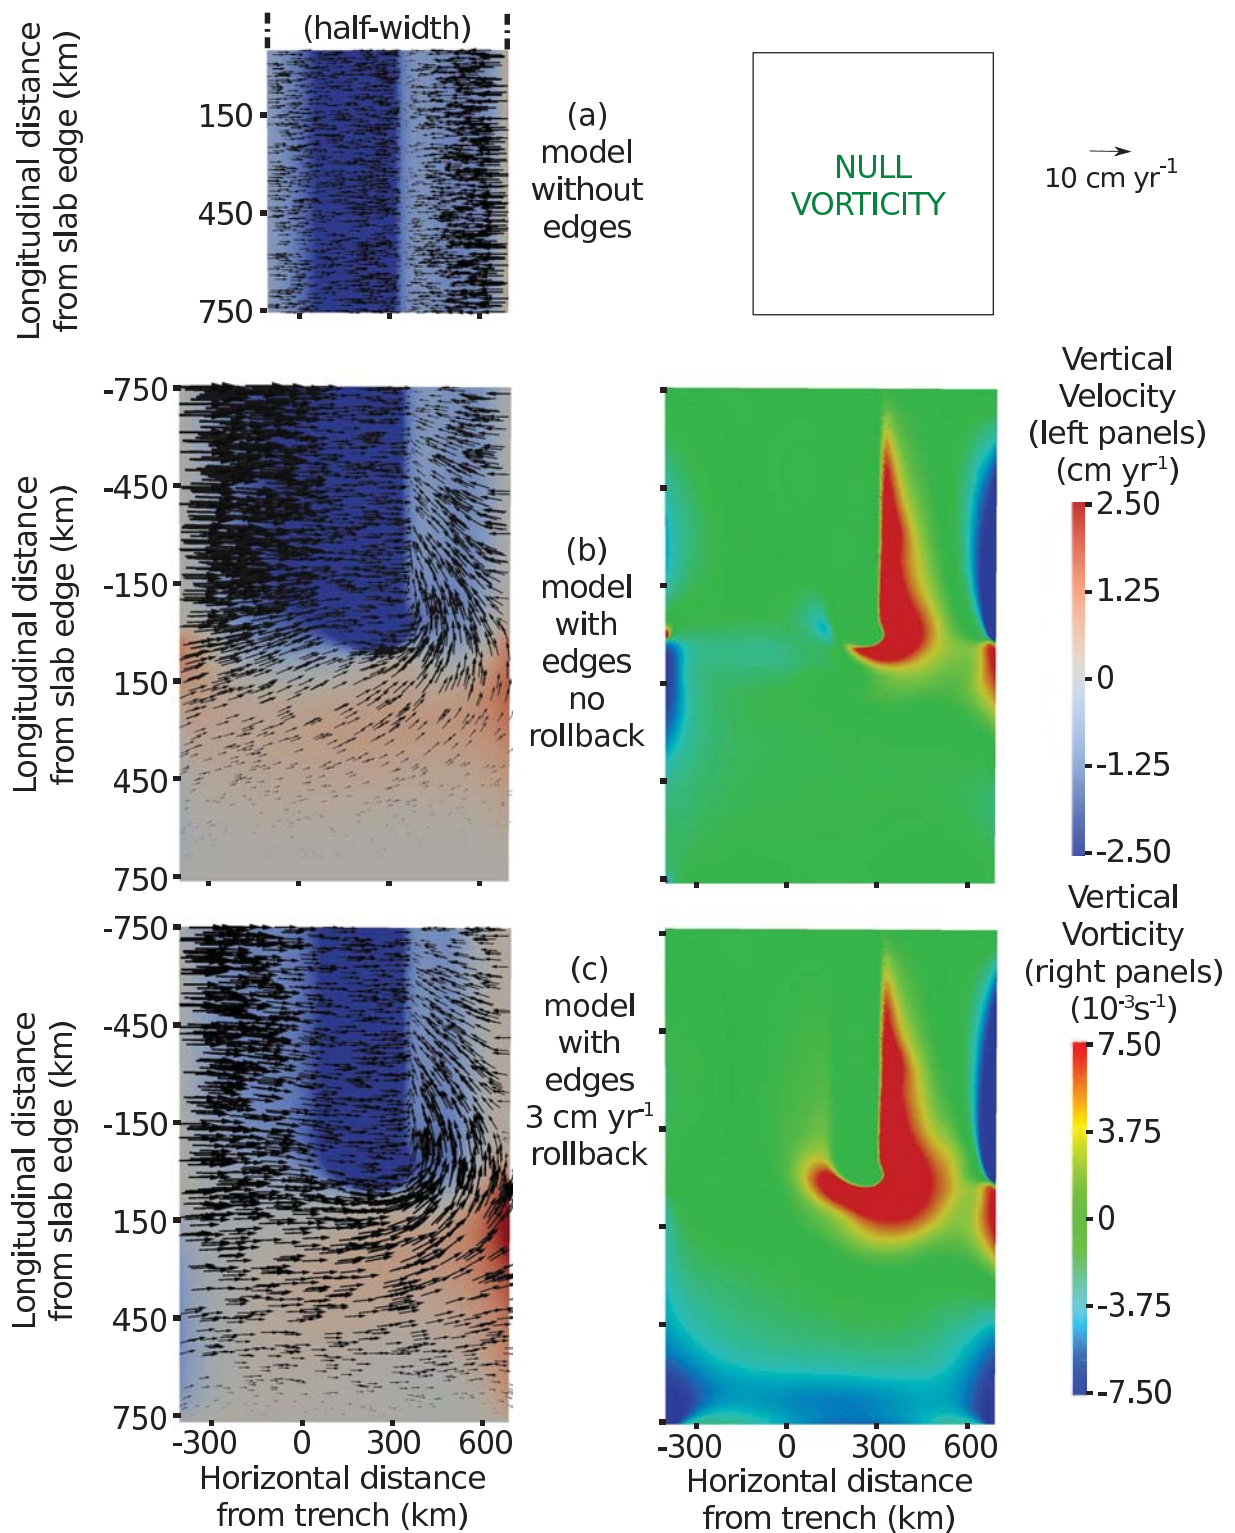 Longitudinal distance
from slab edge (km)
(half-width)
150
450
750
(a)
model
without
edges
NULL
VORTICITY
10 cm yr-1
Longitudinal distance
from slab edge (km)
-750
-450
-150
150
450
750
(b)
model
with
edges
no
rollback
Vertical
Velocity
(left panels)
(cm yr-1)
2.50
1.25
0
-1.25
-2.50
Longitudinal distance
from slab edge (km)
-750
-450
-150
150
450
750
(c)
model
with
edges
3 cm yr-1
rollback
Vertical
Vorticity
(right panels)
(10-3s-1)
7.50
3.75
0
-3.75
-7.50
-300 0 300 600
Horizontal distance
from trench (km)
-300 0 300 600
Horizontal distance
from trench (km)